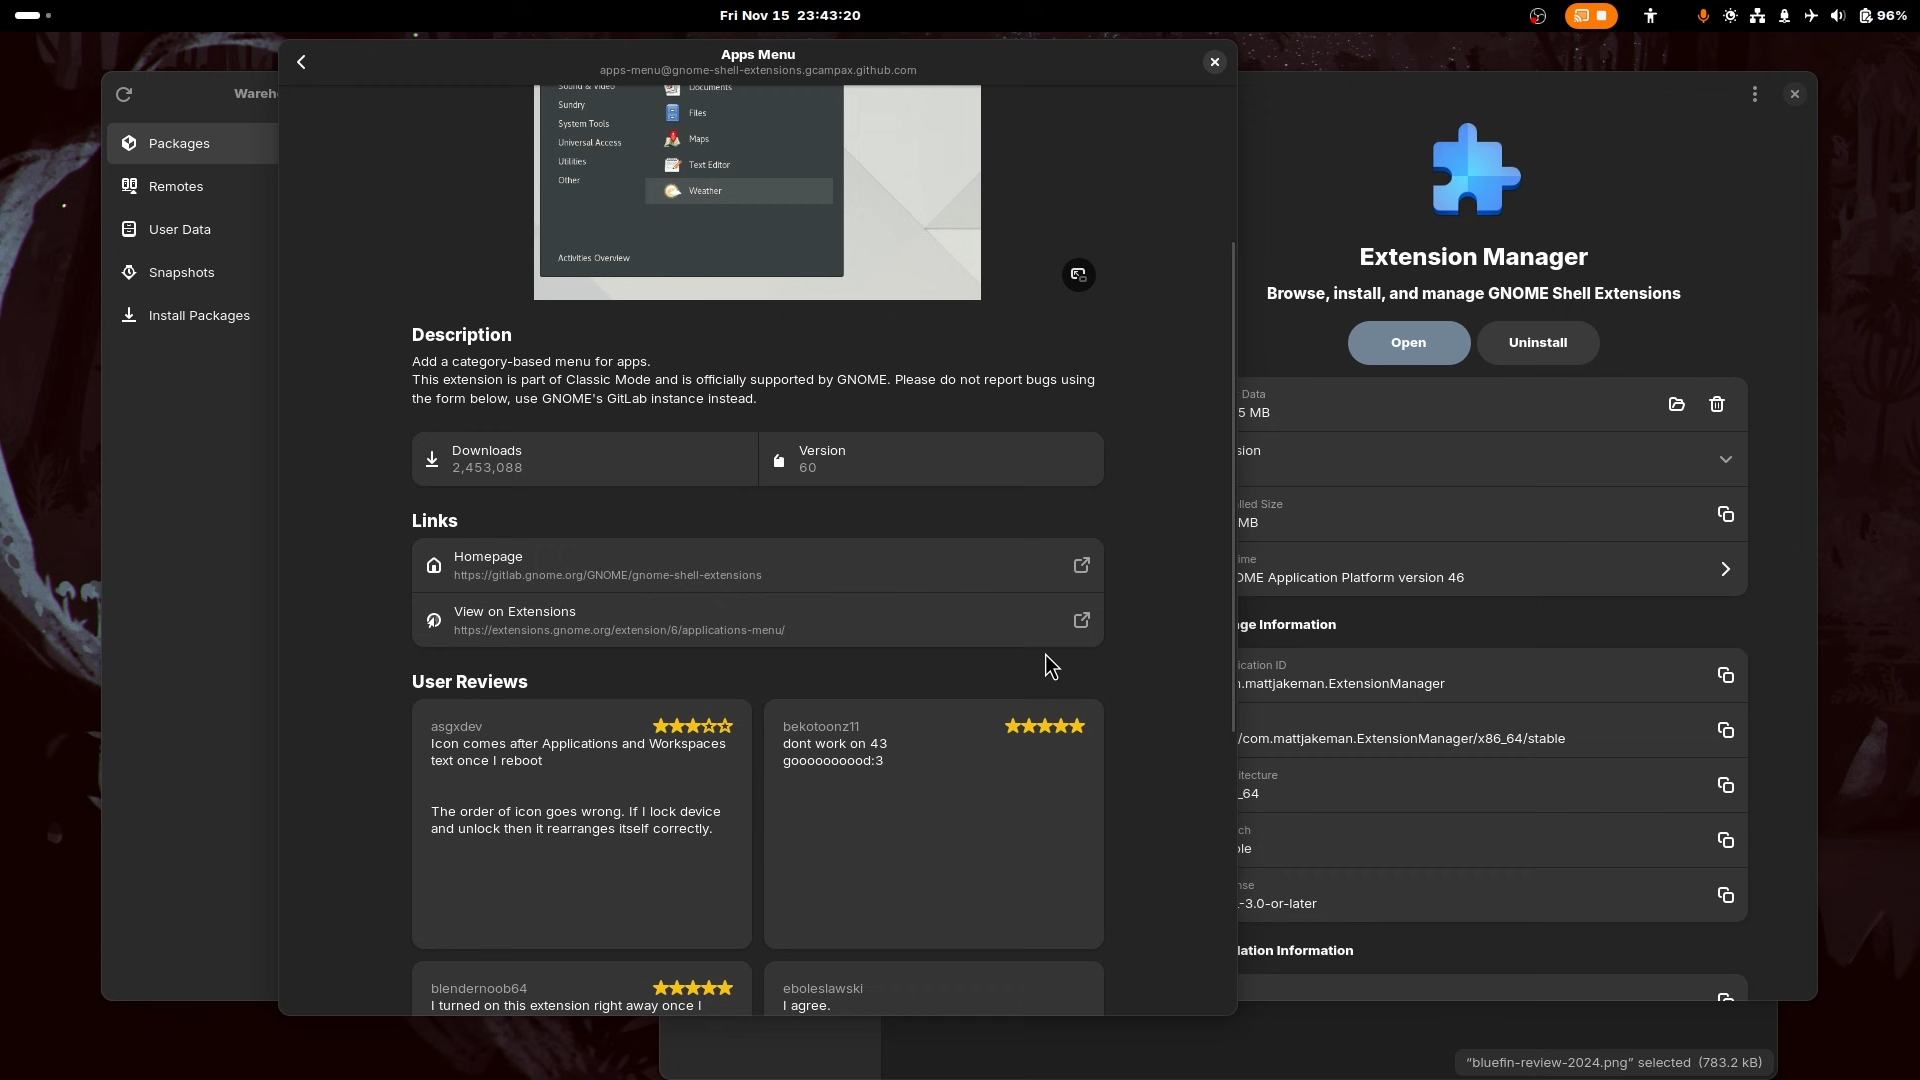 Fri Nov 15 23:43:20
96%
Apps Menu
apps-menu@gnome-shell-extensions.gcampax.github.com
Wareh
Packages
Remotes
User Data
Snapshots
Install Packages
Sound & Video
Sundry
System Tools
Universal Access
Utilities
Other
Activities Overview
Documents
Files
Maps
Text Editor
Weather
Description
Add a category-based menu for apps.
This extension is part of Classic Mode and is officially supported by GNOME. Please do not report bugs using
the form below, use GNOME's GitLab instance instead.
Downloads
2,453,088
Version
60
Links
Homepage
https://gitlab.gnome.org/GNOME/gnome-shell-extensions
View on Extensions
https://extensions.gnome.org/extension/6/applications-menu/
User Reviews
asgxdev
Icon comes after Applications and Workspaces
text once I reboot
The order of icon goes wrong. If I lock device
and unlock then it rearranges itself correctly.
bekotoonz11
dont work on 43
gooooooood:3
blendernoob64
I turned on this extension right away once I
eboleslawski
I agree.
Extension Manager
Browse, install, and manage GNOME Shell Extensions
Open
Uninstall
Data
5 MB
sion
lled Size
MB
ime
OME Application Platform version 46
ge Information
ication ID
.mattjakeman.ExtensionManager
/com.mattjakeman.ExtensionManager/x86_64/stable
itecture
_64
ch
ble
nse
-3.0-or-later
lation Information
“bluefin-review-2024.png” selected (783.2 kB)